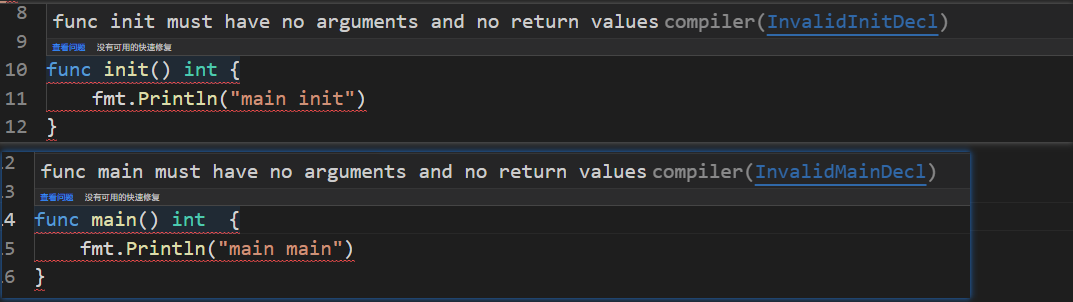 8
func init must have no arguments and no return values compiler(InvalidInitDecl)
9
查看问题 没有可用的快速修复
10 func init() int {
11 fmt.Println("main init")
12 }
2
func main must have no arguments and no return values compiler(InvalidMainDecl)
3
查看问题 没有可用的快速修复
4 func main() int {
5 fmt.Println("main main")
6 }